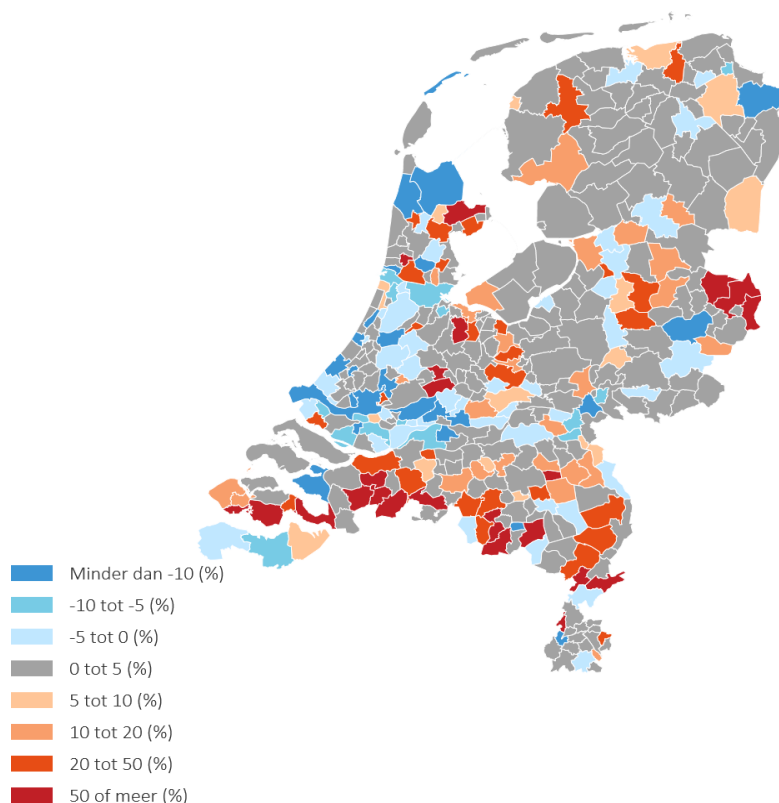 Minder dan -10 (%)
-10 tot -5 (%)
-5 tot 0 (%)
0 tot 5 (%)
5 tot 10 (%)
10 tot 20 (%)
20 tot 50 (%)
50 of meer (%)